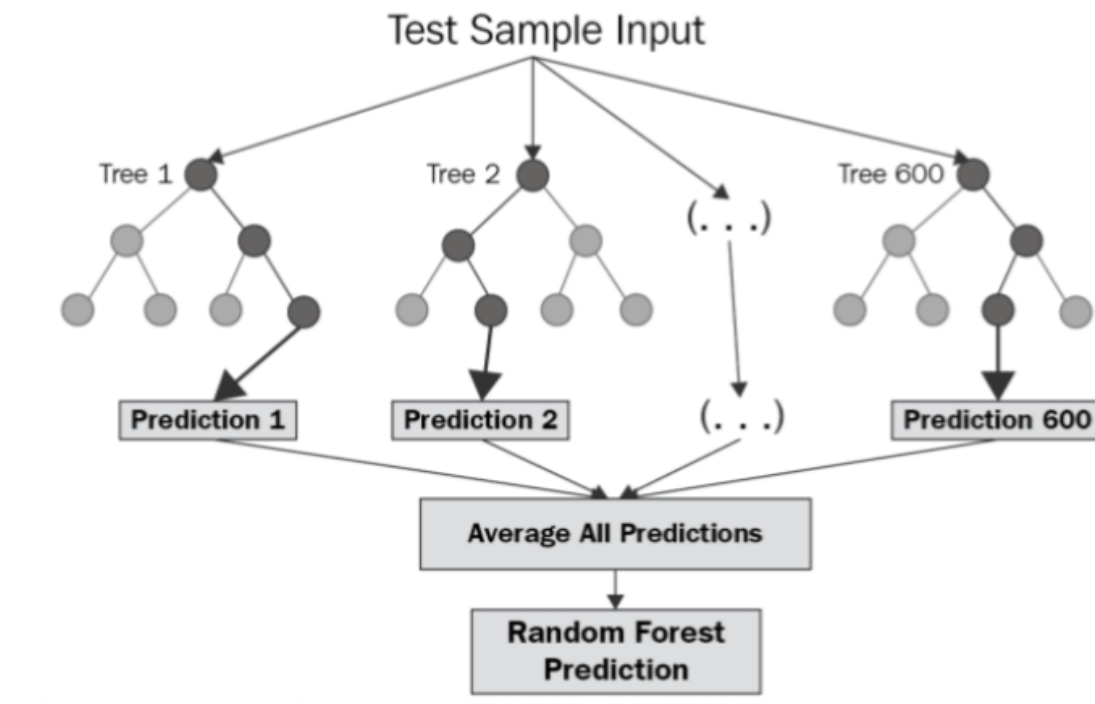 Test Sample Input
Tree 1
Tree 2
Tree 600
(. . .)
Prediction 1
Prediction 2
(. . .)
Prediction 600
Average All Predictions
Random Forest
Prediction